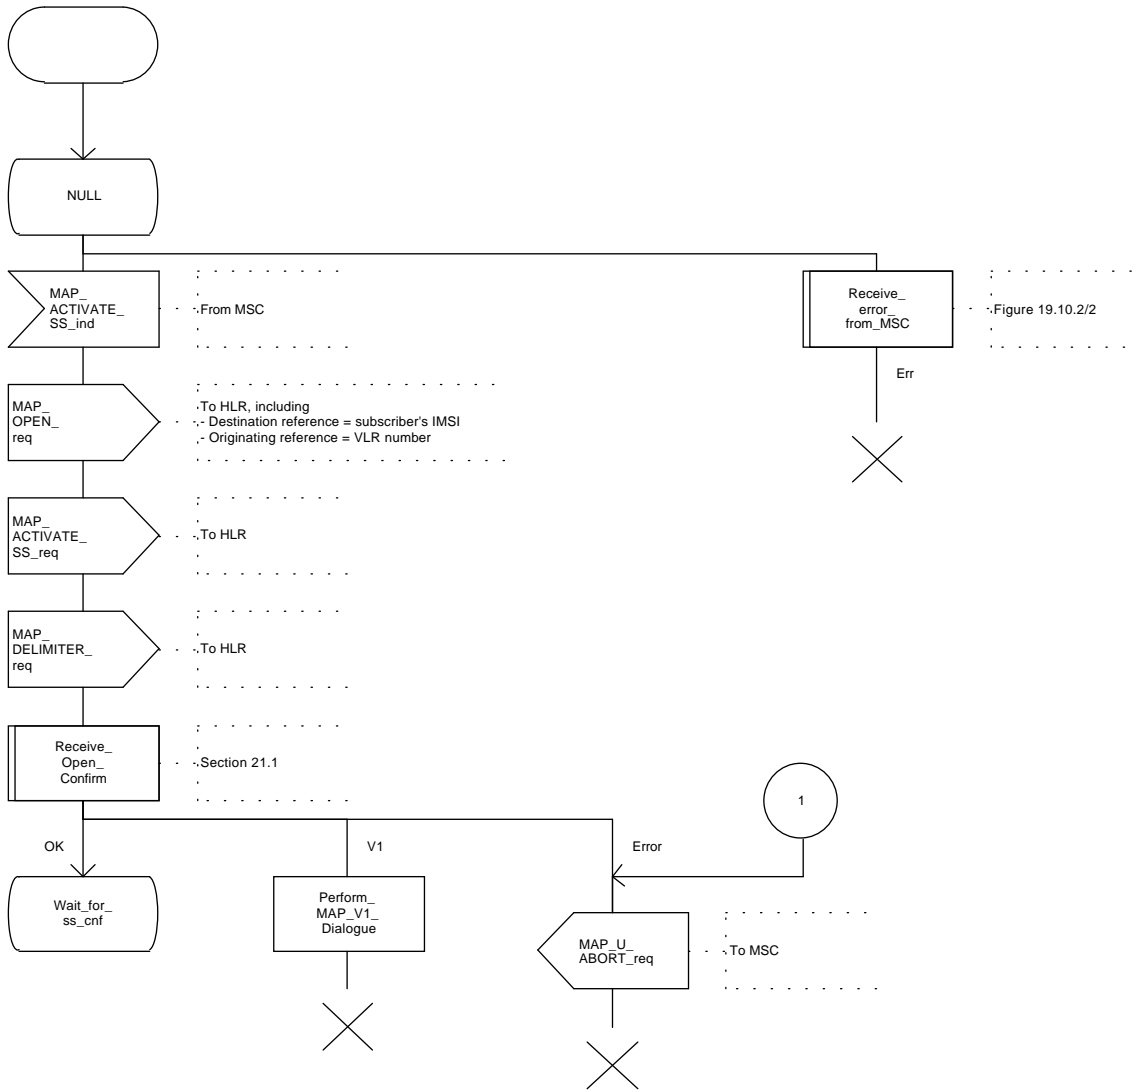 NULL
MAP_
ACTIVATE_
SS_ind
From MSC
Receive_
error_
from_MSC
Figure 19.10.2/2
Err
MAP_
OPEN_
req
To HLR, including
- Destination reference = subscriber's IMSI
- Originating reference = VLR number
MAP_
ACTIVATE_
SS_req
To HLR
MAP_
DELIMITER_
req
To HLR
Receive_
Open_
Confirm
Section 21.1
1
OK
V1
Error
Wait_for_
ss_cnf
Perform_
MAP_V1_
Dialogue
MAP_U_
ABORT_req
To MSC